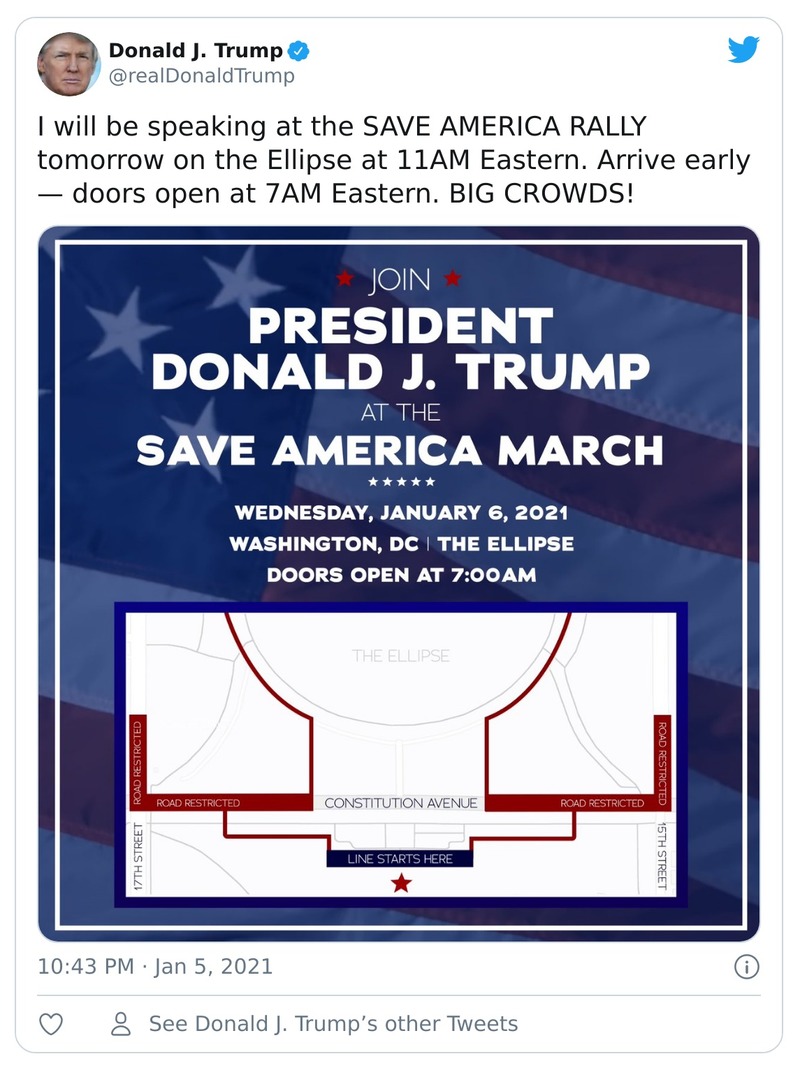 Donald J. Trump
@realDonaldTrump
I will be speaking at the SAVE AMERICA RALLY
tomorrow on the Ellipse at 11AM Eastern. Arrive early
— doors open at 7AM Eastern. BIG CROWDS!
JOIN
PRESIDENT
DONALD J. TRUMP
AT THE
SAVE AMERICA MARCH
WEDNESDAY, JANUARY 6, 2021
WASHINGTON, DC | THE ELLIPSE
DOORS OPEN AT 7:00AM
THE ELLIPSE
ROAD RESTRICTED
ROAD RESTRICTED
ROAD RESTRICTED
CONSTITUTION AVENUE
ROAD RESTRICTED
17TH STREET
LINE STARTS HERE
15TH STREET
10:43 PM · Jan 5, 2021
See Donald J. Trump’s other Tweets